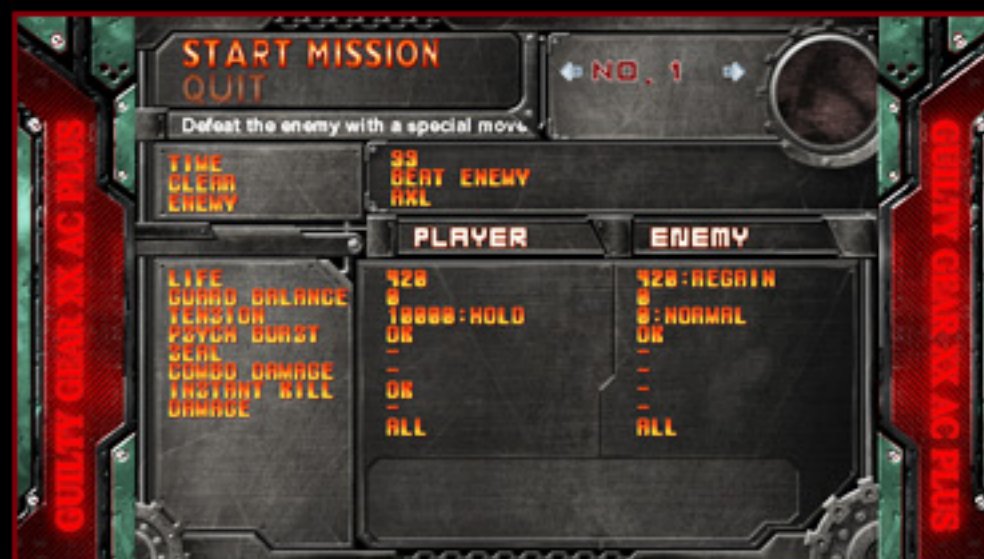 START MISSION
QUIT
NO. 1
Defeat the enemy with a special move
TIME
99
CLEAR
BEAT ENEMY
ENEMY
AXL
PLAYER
ENEMY
LIFE
420
420:REGAIN
GUARD BALANCE
0
0
TENSION
10000:HOLD
0:NORMAL
PSYCH BURST
OK
OK
SEAL
-
-
COMBO DAMAGE
-
-
INSTANT KILL
OK
-
DAMAGE
-
-
ALL
ALL
GUILTY GEAR XX AC PLUS
GUILTY GEAR XX AC PLUS